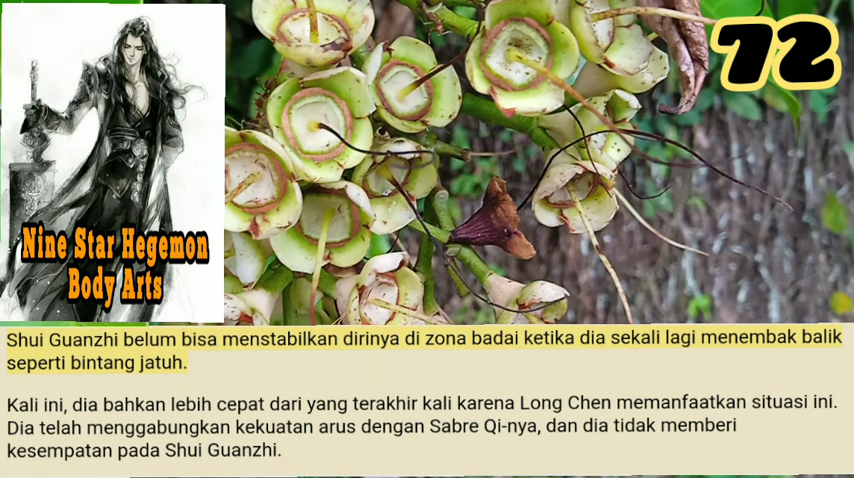 72
Nine Star Hegemon
Body Arts
Shui Guanzhi belum bisa menstabilkan dirinya di zona badai ketika dia sekali lagi menembak balik
seperti bintang jatuh.
Kali ini, dia bahkan lebih cepat dari yang terakhir kali karena Long Chen memanfaatkan situasi ini.
Dia telah menggabungkan kekuatan arus dengan Sabre Qi-nya, dan dia tidak memberi
kesempatan pada Shui Guanzhi.